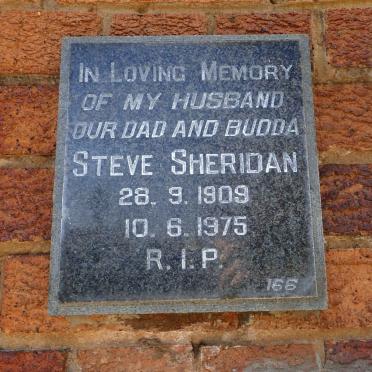 In Loving Memory
OF MY HUSBAND
OUR DAD AND BUDDA
STEVE SHERIDAN
28. 9. 1909
10. 6. 1975
R. I. P.
166